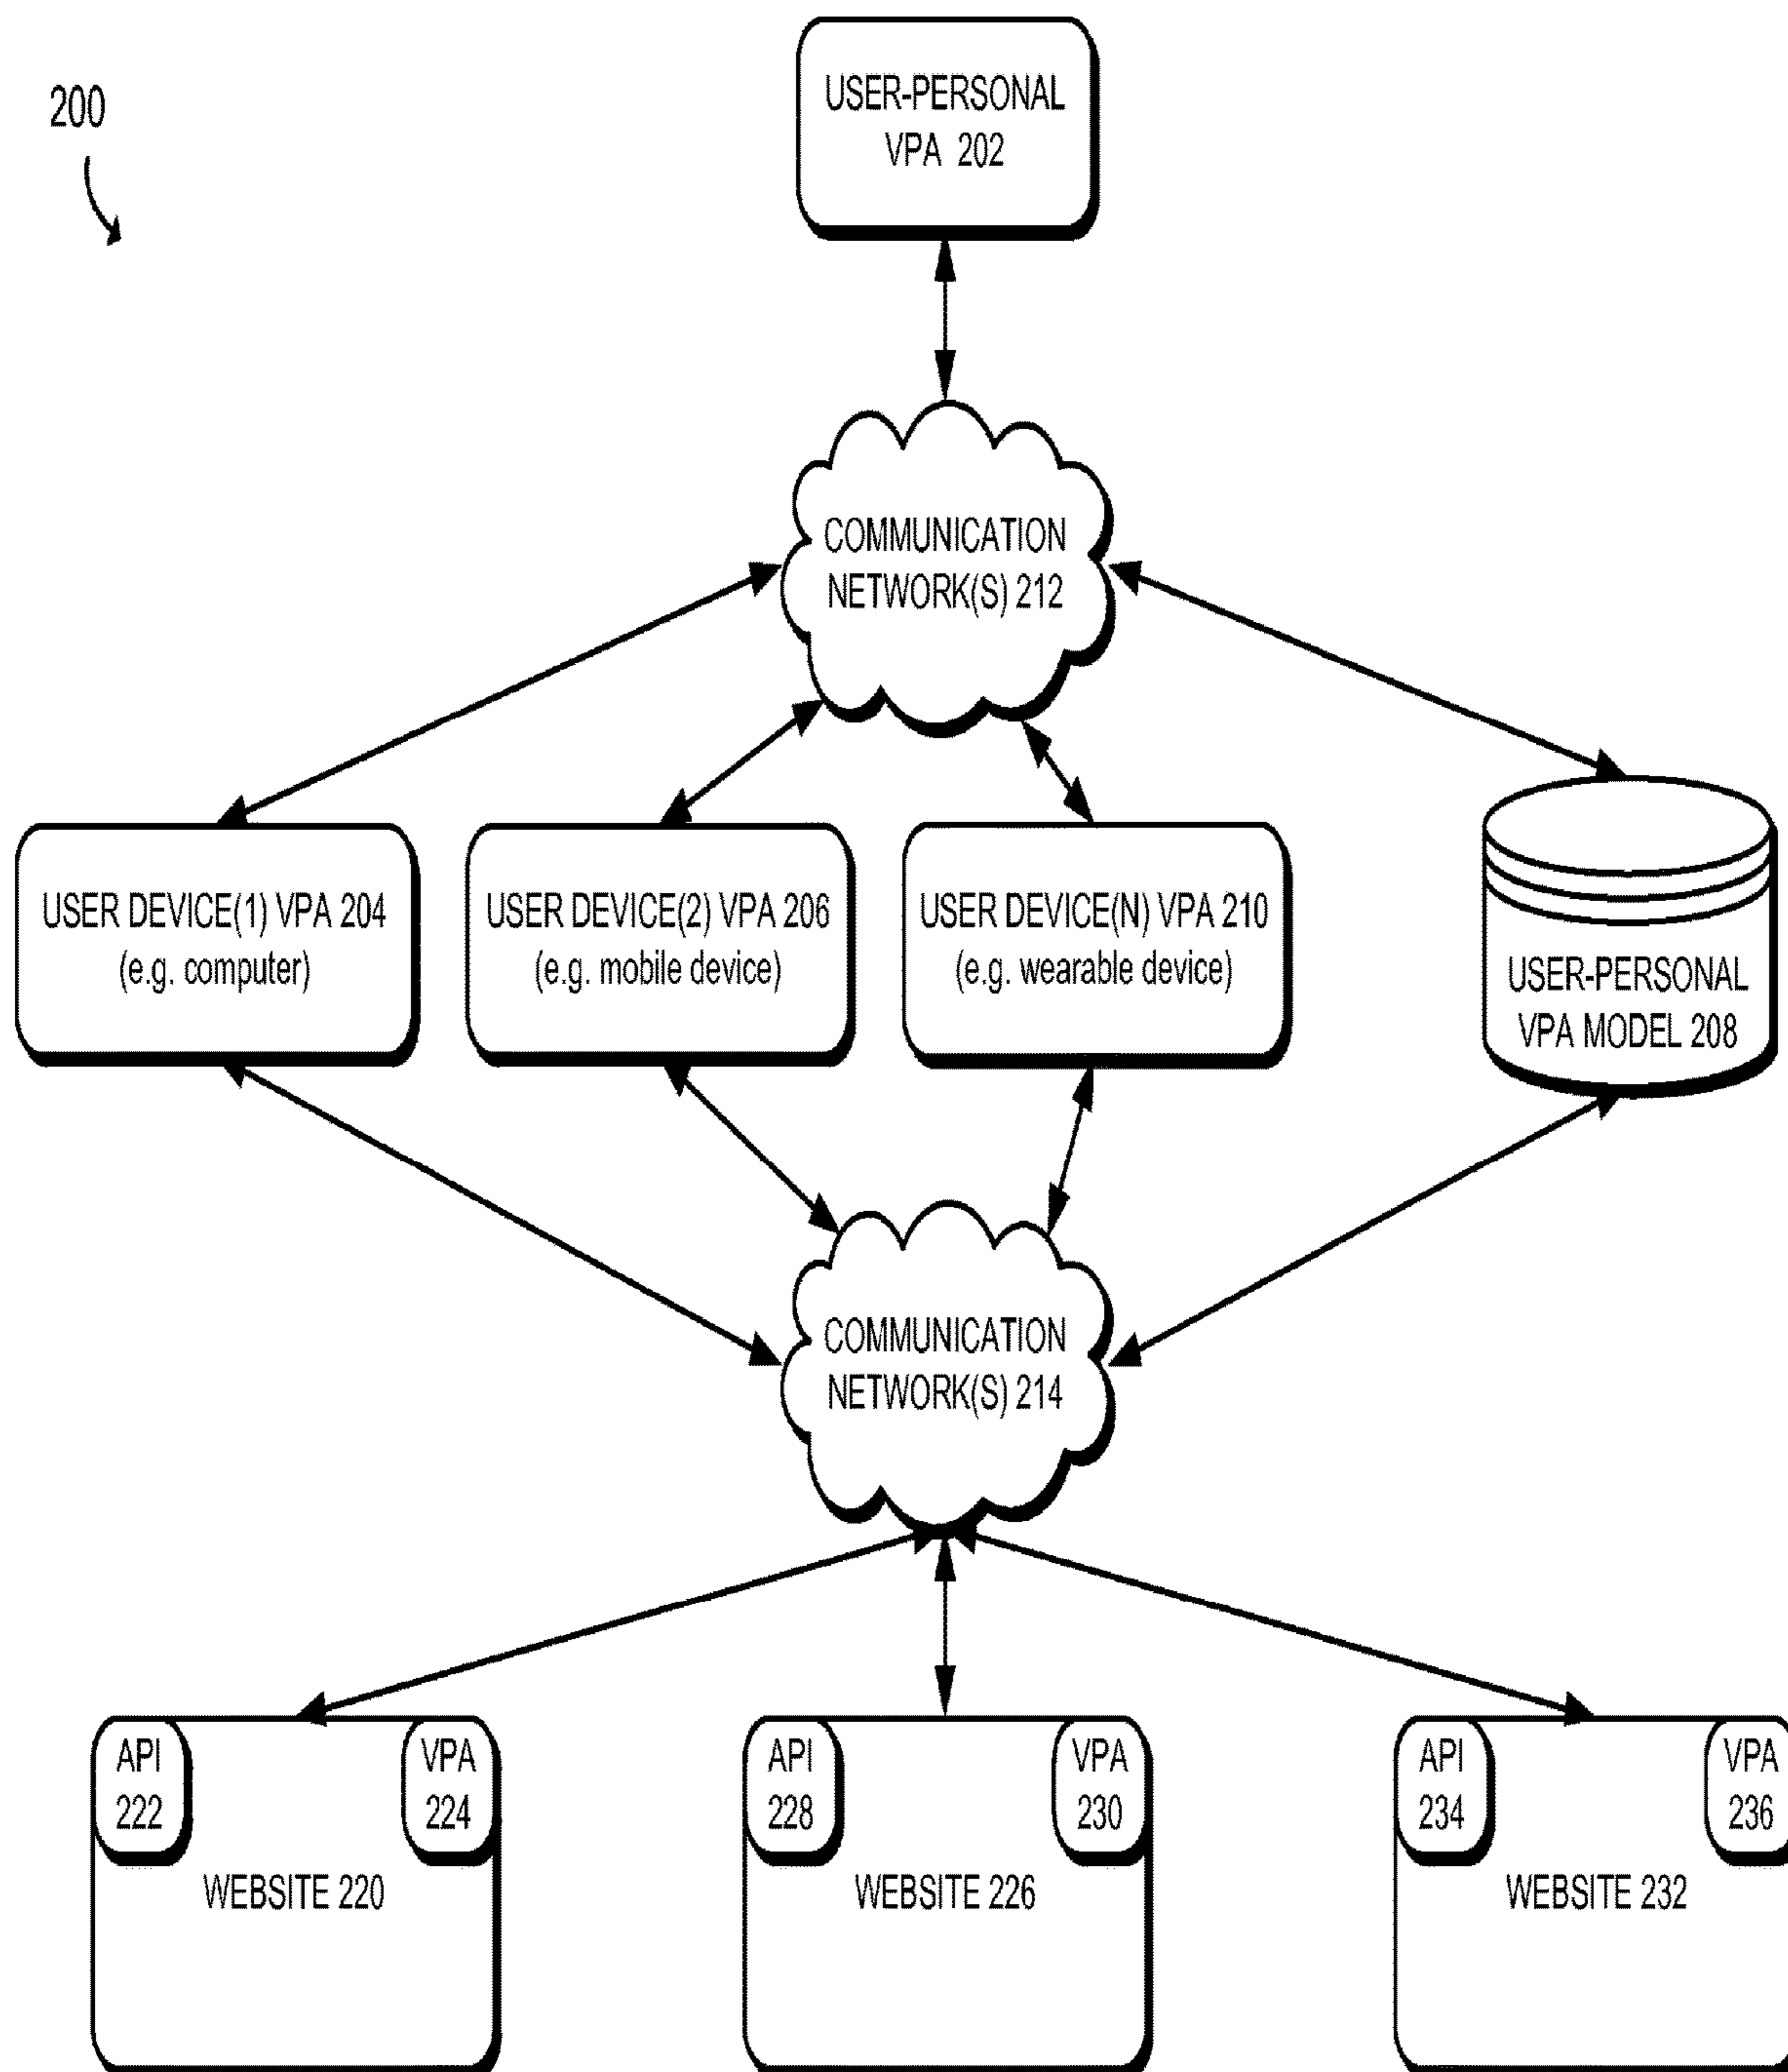 200
USER-PERSONAL
VPA 202
COMMUNICATION
NETWORK(S) 212
USER DEVICE(1) VPA 204
(e.g. computer)
USER DEVICE(2) VPA 206
(e.g. mobile device)
USER DEVICE(N) VPA 210
(e.g. wearable device)
USER-PERSONAL
VPA MODEL 208
COMMUNICATION
NETWORK(S) 214
API
222
VPA
224
WEBSITE 220
API
228
VPA
230
WEBSITE 226
API
234
VPA
236
WEBSITE 232